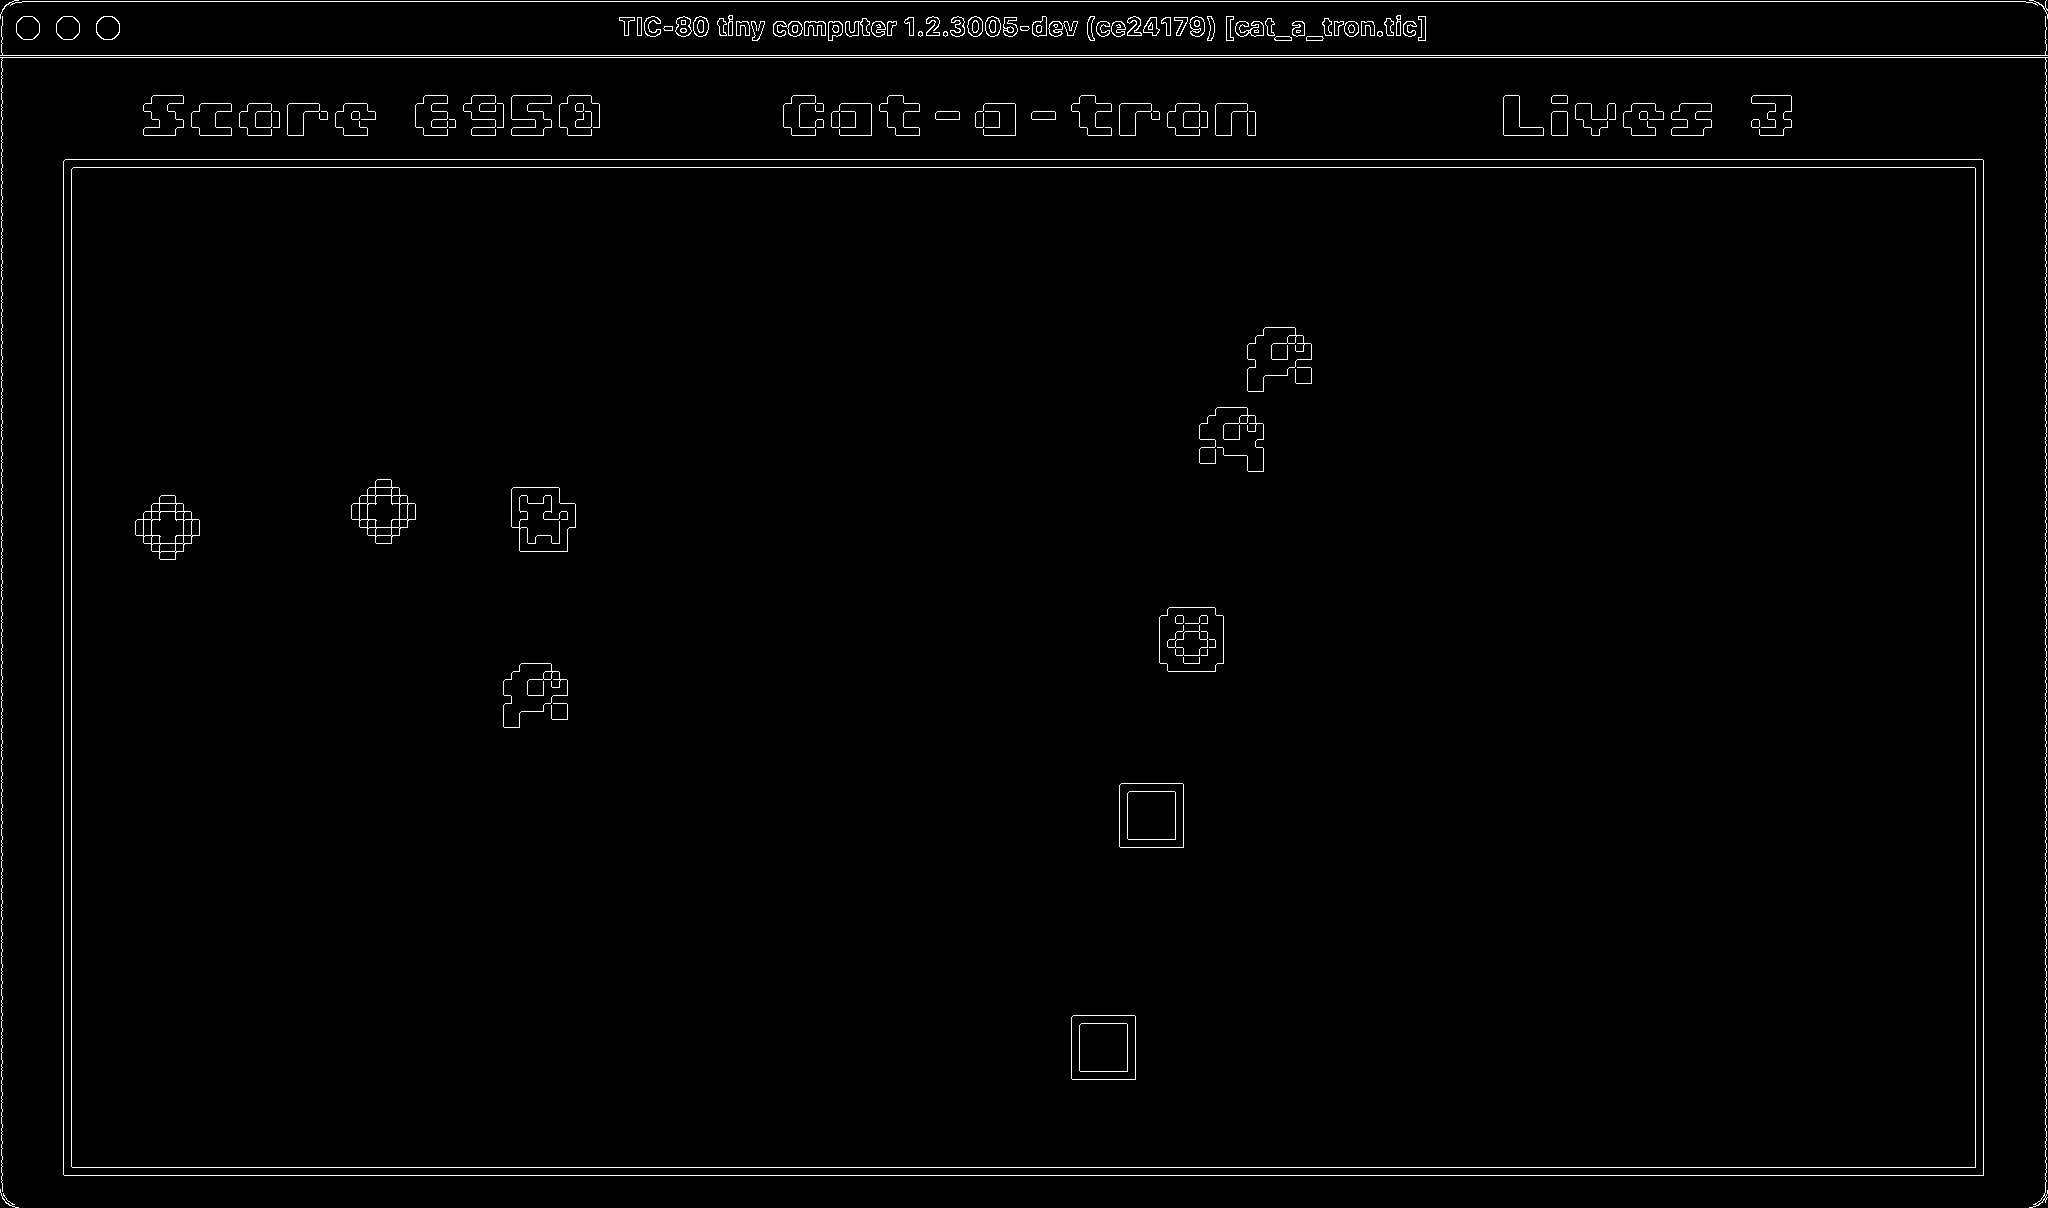 TIC-80 tiny computer 1.2.3005-dev (ce24179) [cat_a_tron.tic]
Score 6950 Cat-a-tron Lives 3